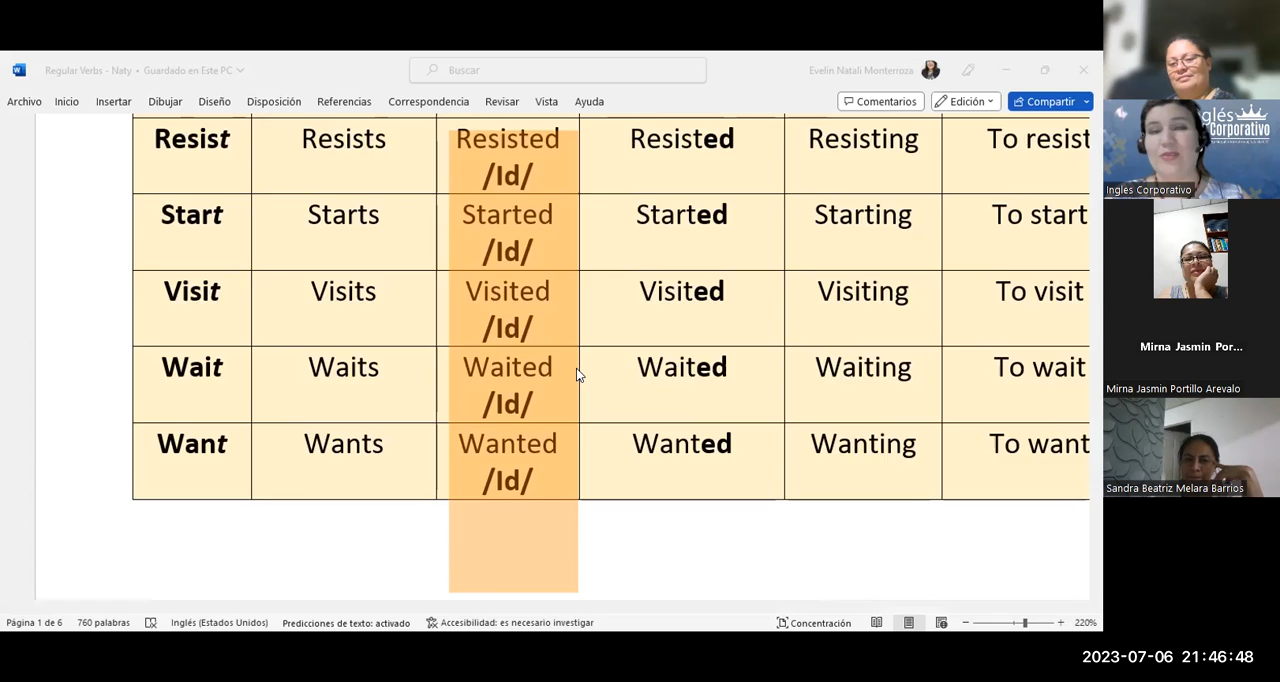 Regular Verbs - Naty • Guardado en Este PC
Buscar
Evelin Natali Monterroza
Archivo Inicio Insertar Dibujar Diseño Disposición Referencias Correspondencia Revisar Vista Ayuda
Comentarios Edición Compartir
Resist Resists Resisted Resisted Resisting To resist
/Id/
Start Starts Started Started Starting To start
/Id/
Visit Visits Visited Visited Visiting To visit
/Id/
Wait Waits Waited Waited Waiting To wait
/Id/
Want Wants Wanted Wanted Wanting To want
/Id/
Página 1 de 6 760 palabras Inglés (Estados Unidos) Predicciones de texto: activado Accesibilidad: es necesario investigar Concentración 220%
glés
Corporativo
Ingles Corporativo
Mirna Jasmin Por...
Mirna Jasmin Portillo Arevalo
Sandra Beatriz Melara Barrios
2023-07-06 21:46:48